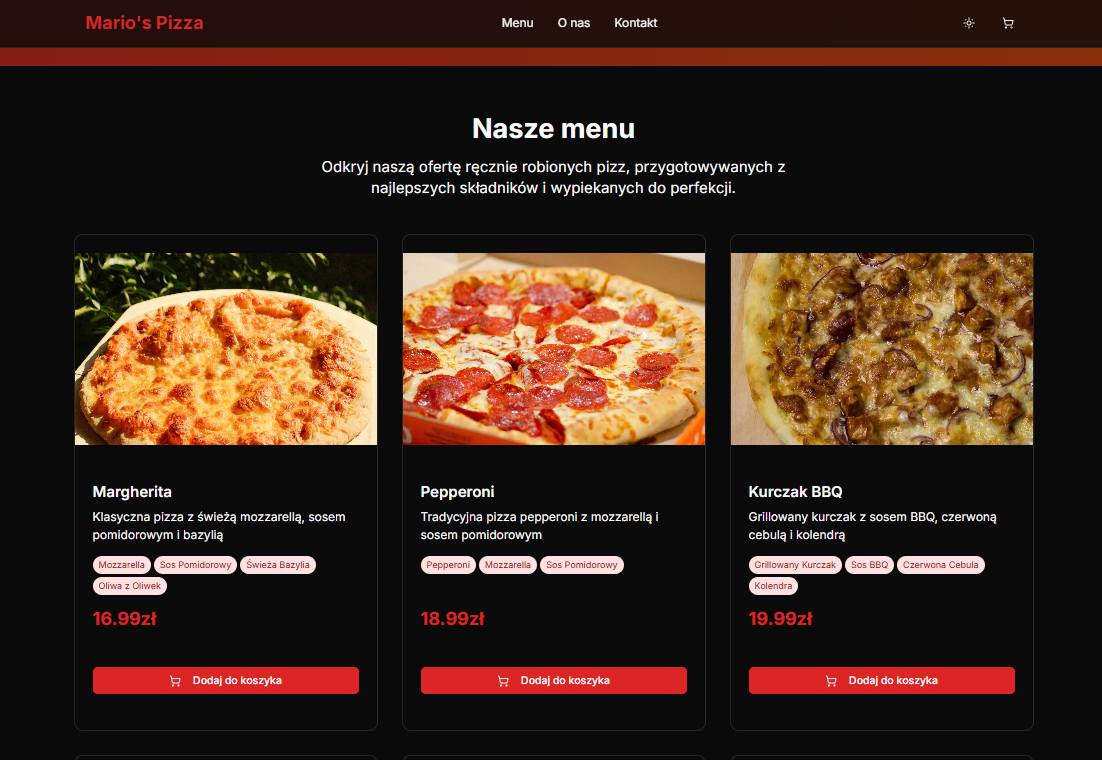 Mario's Pizza
Menu
O nas
Kontakt
Nasze menu
Odkryj naszą ofertę ręcznie robionych pizz, przygotowywanych z
najlepszych składników i wypiekanych do perfekcji.
Margherita
Klasyczna pizza z świeżą mozzarellą, sosem
pomidorowym i bazylią
Mozzarella
Sos Pomidorowy
Świeża Bazylia
Oliwa z Oliwek
16.99zł
Dodaj do koszyka
Pepperoni
Tradycyjna pizza pepperoni z mozzarellą i
sosem pomidorowym
Pepperoni
Mozzarella
Sos Pomidorowy
18.99zł
Dodaj do koszyka
Kurczak BBQ
Grillowany kurczak z sosem BBQ, czerwoną
cebulą i kolendrą
Grillowany Kurczak
Sos BBQ
Czerwona Cebula
Kolendra
19.99zł
Dodaj do koszyka